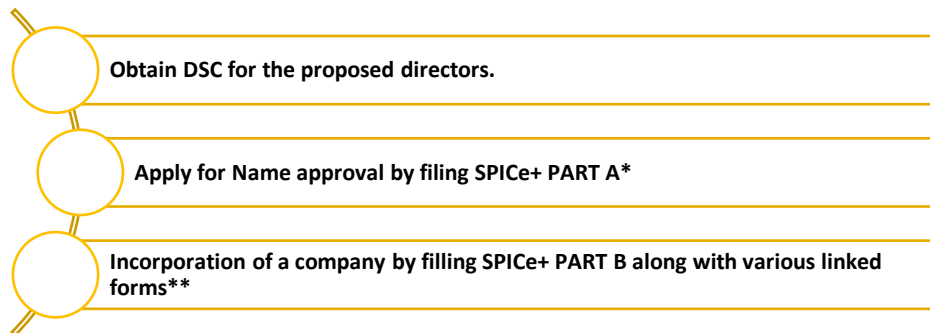 Obtain DSC for the proposed directors.
Apply for Name approval by filing SPICe+ PART A*
Incorporation of a company by filling SPICe+ PART B along with various linked
forms**